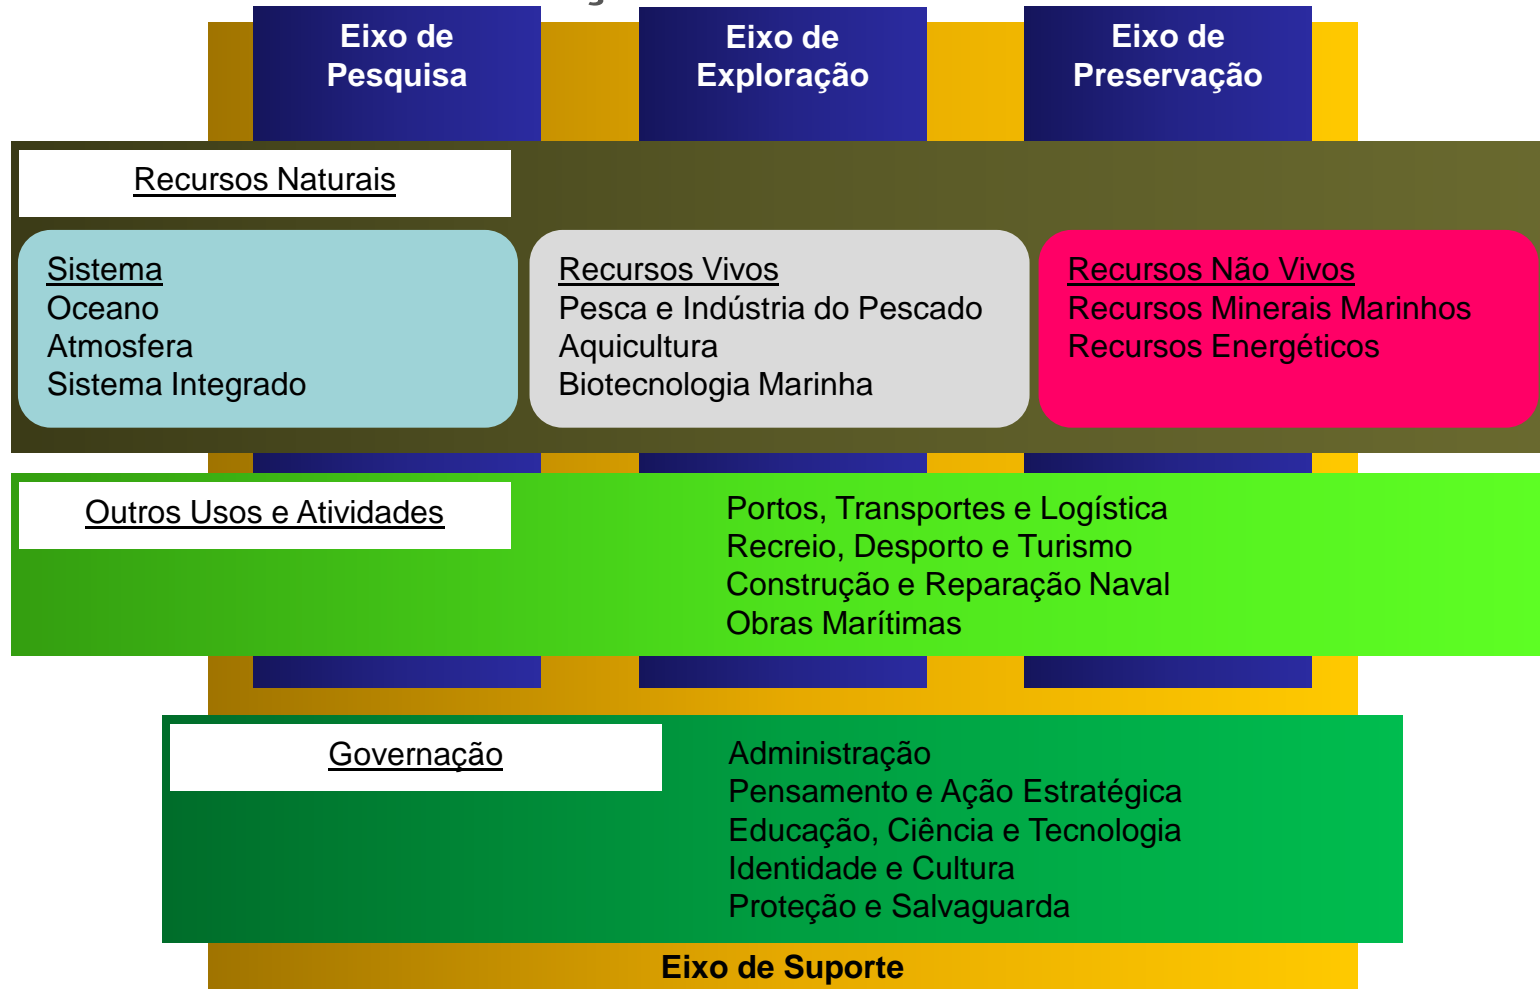 Eixo de
Pesquisa
Eixo de
Exploração
Eixo de
Preservação
Recursos Naturais
Sistema
Oceano
Atmosfera
Sistema Integrado
Recursos Vivos
Pesca e Indústria do Pescado
Aquicultura
Biotecnologia Marinha
Recursos Não Vivos
Recursos Minerais Marinhos
Recursos Energéticos
Outros Usos e Atividades
Portos, Transportes e Logística
Recreio, Desporto e Turismo
Construção e Reparação Naval
Obras Marítimas
Governação
Administração
Pensamento e Ação Estratégica
Educação, Ciência e Tecnologia
Identidade e Cultura
Proteção e Salvaguarda
Eixo de Suporte